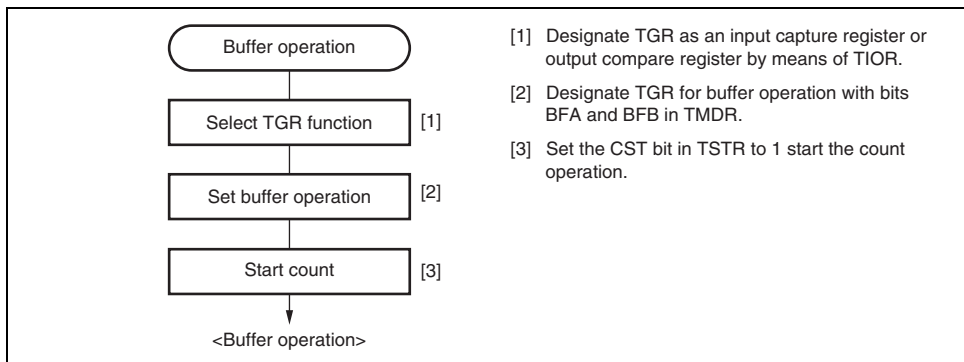 Buffer operation
Select TGR function
[1]
Set buffer operation
[2]
Start count
[3]
<Buffer operation>
[1] Designate TGR as an input capture register or
output compare register by means of TIOR.
[2] Designate TGR for buffer operation with bits
BFA and BFB in TMDR.
[3] Set the CST bit in TSTR to 1 start the count
operation.